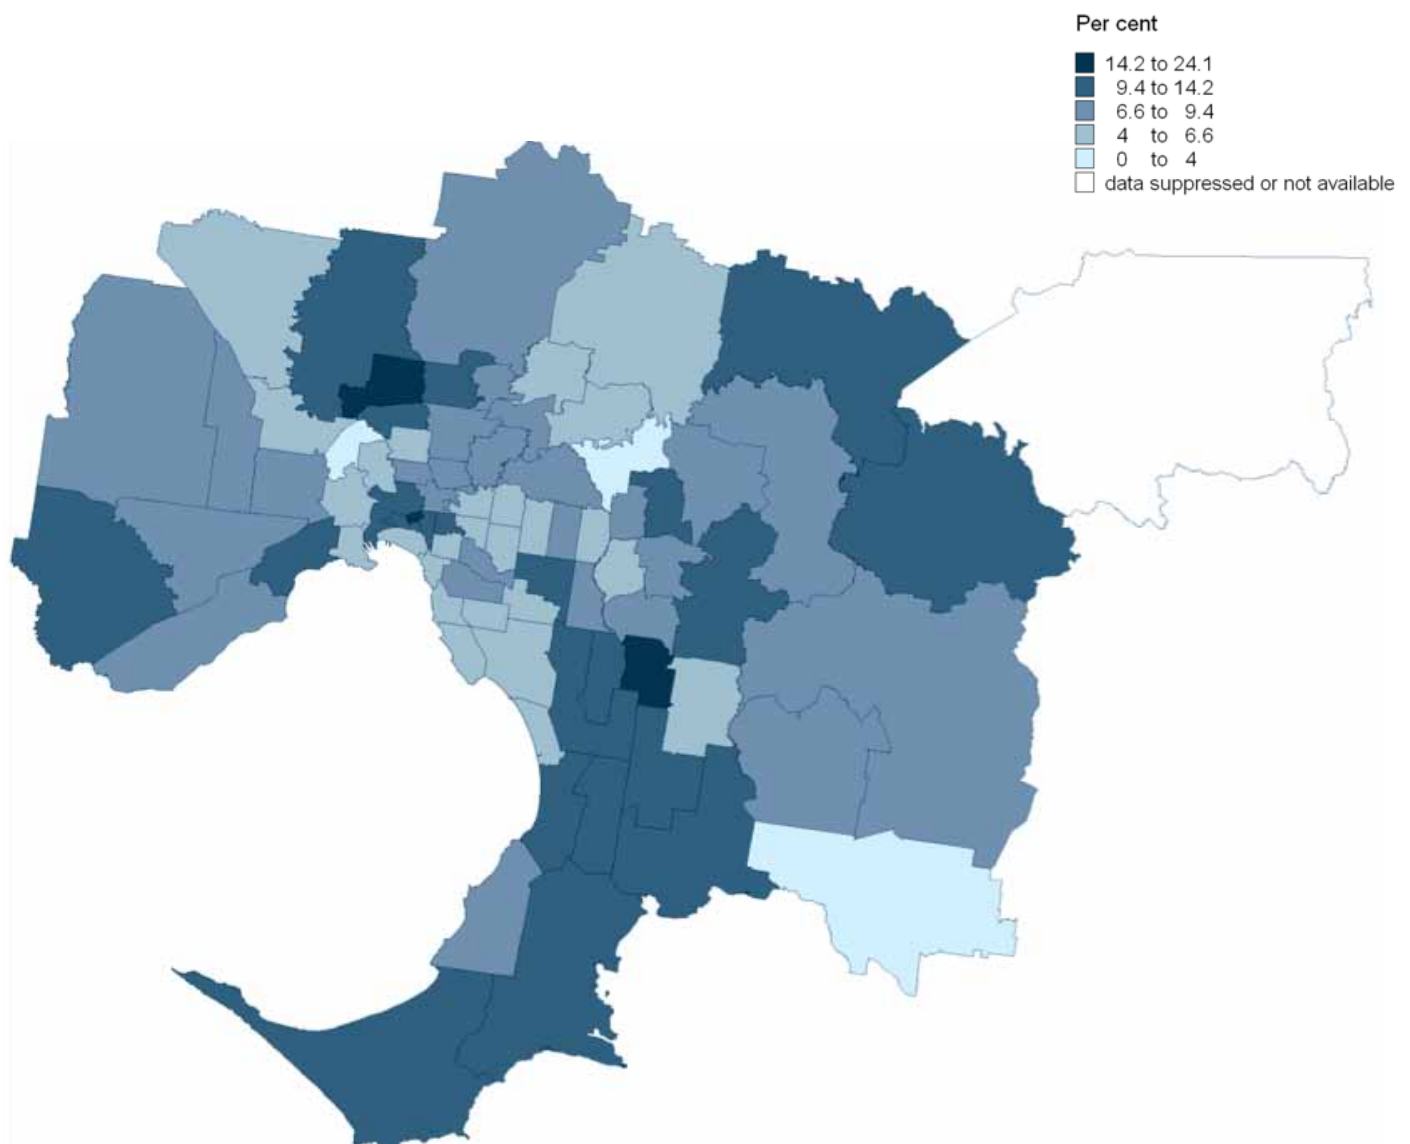 Per cent
14.2 to 24.1
9.4 to 14.2
6.6 to 9.4
4 to 6.6
0 to 4
data suppressed or not available